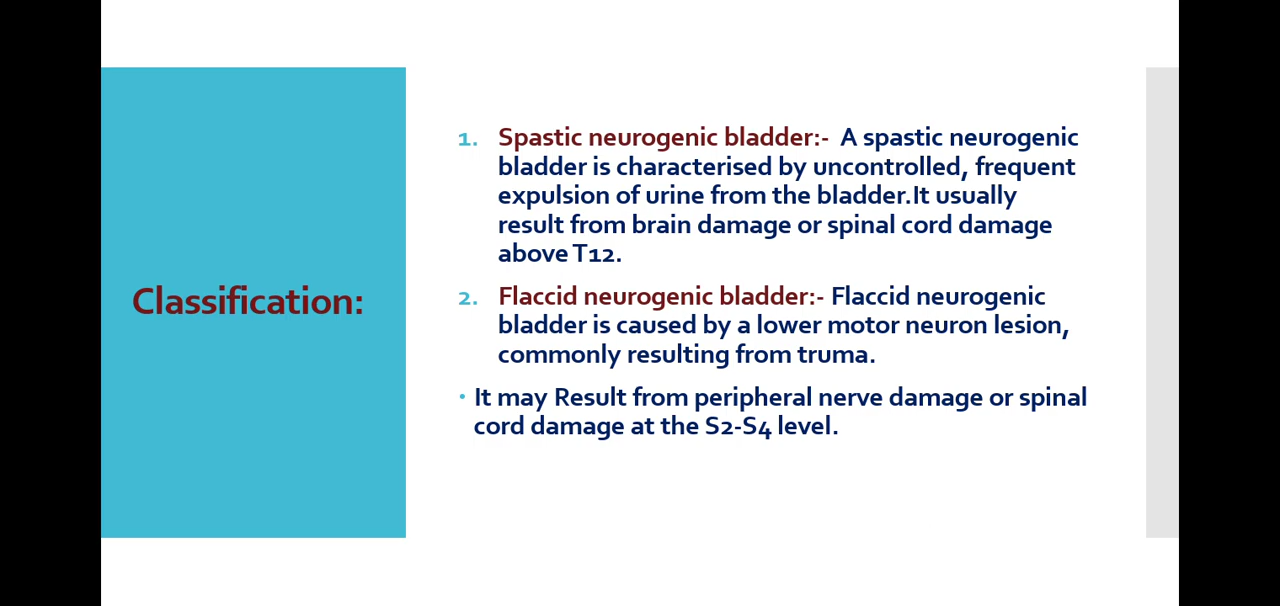 Classification:
1. Spastic neurogenic bladder:- A spastic neurogenic
bladder is characterised by uncontrolled, frequent
expulsion of urine from the bladder.It usually
result from brain damage or spinal cord damage
above T12.
2. Flaccid neurogenic bladder:- Flaccid neurogenic
bladder is caused by a lower motor neuron lesion,
commonly resulting from truma.
• It may Result from peripheral nerve damage or spinal
cord damage at the S2-S4 level.